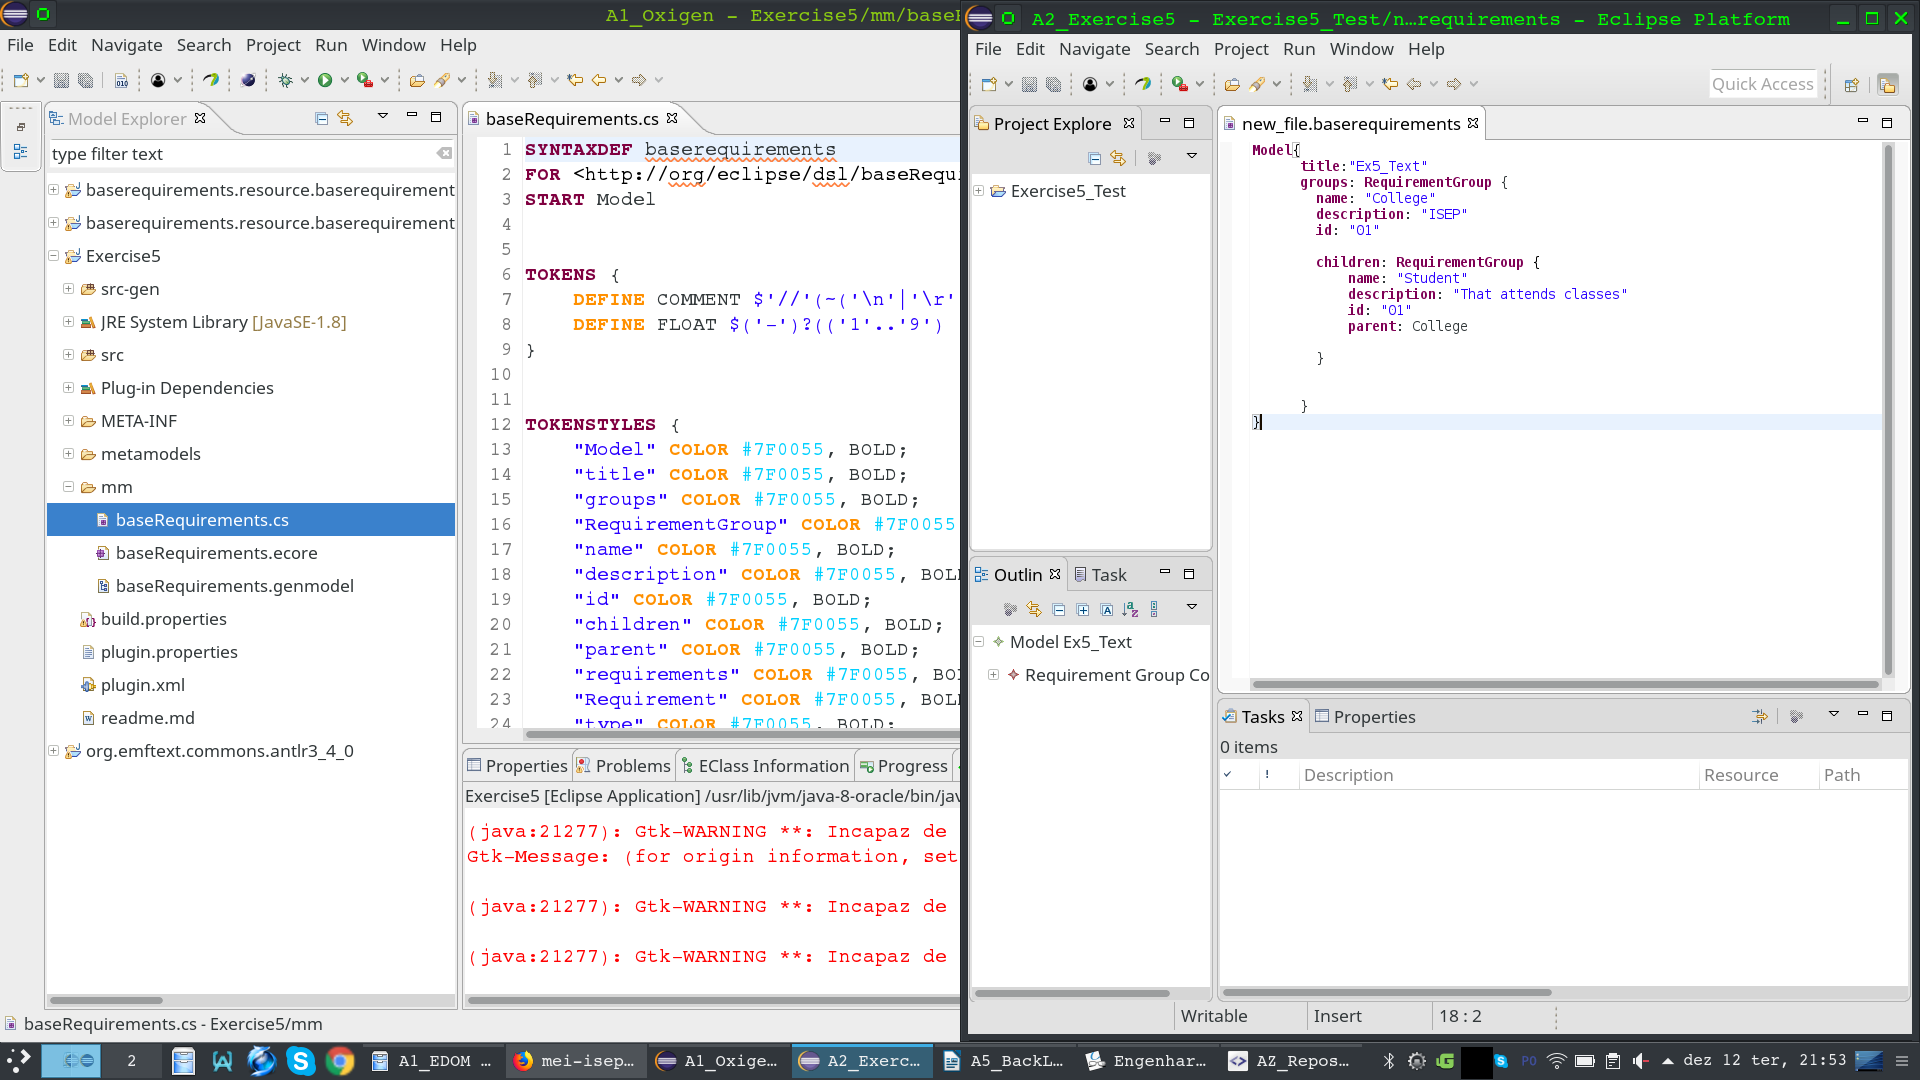 A1_Oxigen - Exercise5/mm/baseR
File Edit Navigate Search Project Run Window Help
Model Explorer
type filter text
baserequirements.resource.baserequirement
baserequirements.resource.baserequirement
Exercise5
src-gen
JRE System Library [JavaSE-1.8]
src
Plug-in Dependencies
META-INF
metamodels
mm
baseRequirements.cs
baseRequirements.ecore
baseRequirements.genmodel
build.properties
plugin.properties
plugin.xml
readme.md
org.emftext.commons.antlr3_4_0
baseRequirements.cs
1 SYNTAXDEF baserequirements
2 FOR <http://org/eclipse/dsl/baseRequi
3 START Model
4
5
6 TOKENS {
7 DEFINE COMMENT $'//'(~('\n'|'\r'
8 DEFINE FLOAT $('-')?(('1'..'9')
9 }
10
11
12 TOKENSTYLES {
13 "Model" COLOR #7F0055, BOLD;
14 "title" COLOR #7F0055, BOLD;
15 "groups" COLOR #7F0055, BOLD;
16 "RequirementGroup" COLOR #7F0055
17 "name" COLOR #7F0055, BOLD;
18 "description" COLOR #7F0055, BOL
19 "id" COLOR #7F0055, BOLD;
20 "children" COLOR #7F0055, BOLD;
21 "parent" COLOR #7F0055, BOLD;
22 "requirements" COLOR #7F0055, BO
23 "Requirement" COLOR #7F0055, BOL
24 "type" COLOR #7F0055, BOLD;
Properties Problems EClass Information Progress
Exercise5 [Eclipse Application] /usr/lib/jvm/java-8-oracle/bin/jav
(java:21277): Gtk-WARNING **: Incapaz de
Gtk-Message: (for origin information, set
(java:21277): Gtk-WARNING **: Incapaz de
(java:21277): Gtk-WARNING **: Incapaz de
baseRequirements.cs - Exercise5/mm
A2_Exercise5 - Exercise5_Test/n…requirements - Eclipse Platform
File Edit Navigate Search Project Run Window Help
Quick Access
Project Explore
Exercise5_Test
new_file.baserequirements
Model{
title:"Ex5_Text"
groups: RequirementGroup {
name: "College"
description: "ISEP"
id: "01"
children: RequirementGroup {
name: "Student"
description: "That attends classes"
id: "01"
parent: College
}
}
}
Outlin Task
Model Ex5_Text
Requirement Group Co
Tasks Properties
0 items
! Description Resource Path
Writable Insert 18 : 2
2 A1_EDOM ... mei-isep... A1_Oxige... A2_Exerc... A5_BackL... Engenhar... AZ_Repos... PO dez 12 ter, 21:53